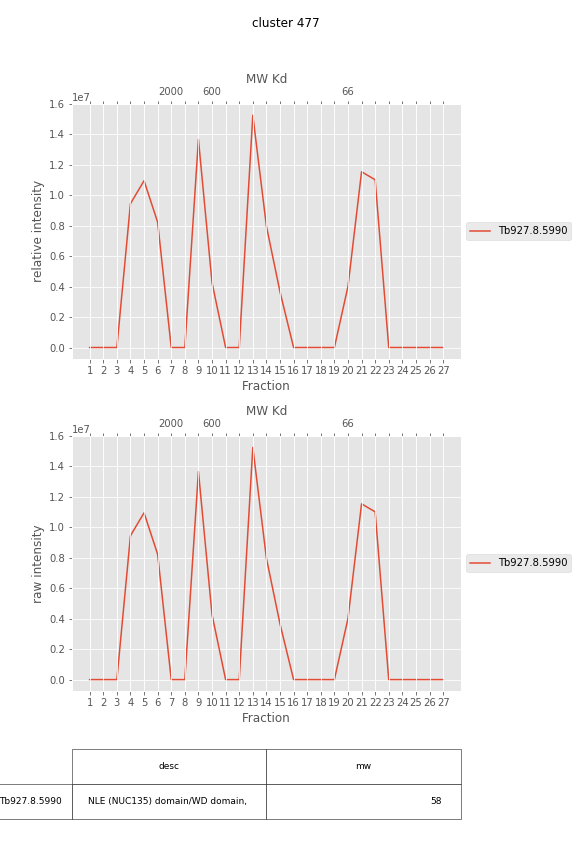 cluster 477
MW Kd
2000 600 66
1e7
1.6
1.4
1.2
1.0
0.8
0.6
0.4
0.2
0.0
relative intensity
Tb927.8.5990
1 2 3 4 5 6 7 8 9 10 11 12 13 14 15 16 17 18 19 20 21 22 23 24 25 26 27
Fraction
MW Kd
2000 600 66
1e7
1.6
1.4
1.2
1.0
0.8
0.6
0.4
0.2
0.0
raw intensity
Tb927.8.5990
1 2 3 4 5 6 7 8 9 10 11 12 13 14 15 16 17 18 19 20 21 22 23 24 25 26 27
Fraction
desc mw
Tb927.8.5990 NLE (NUC135) domain/WD domain, 58